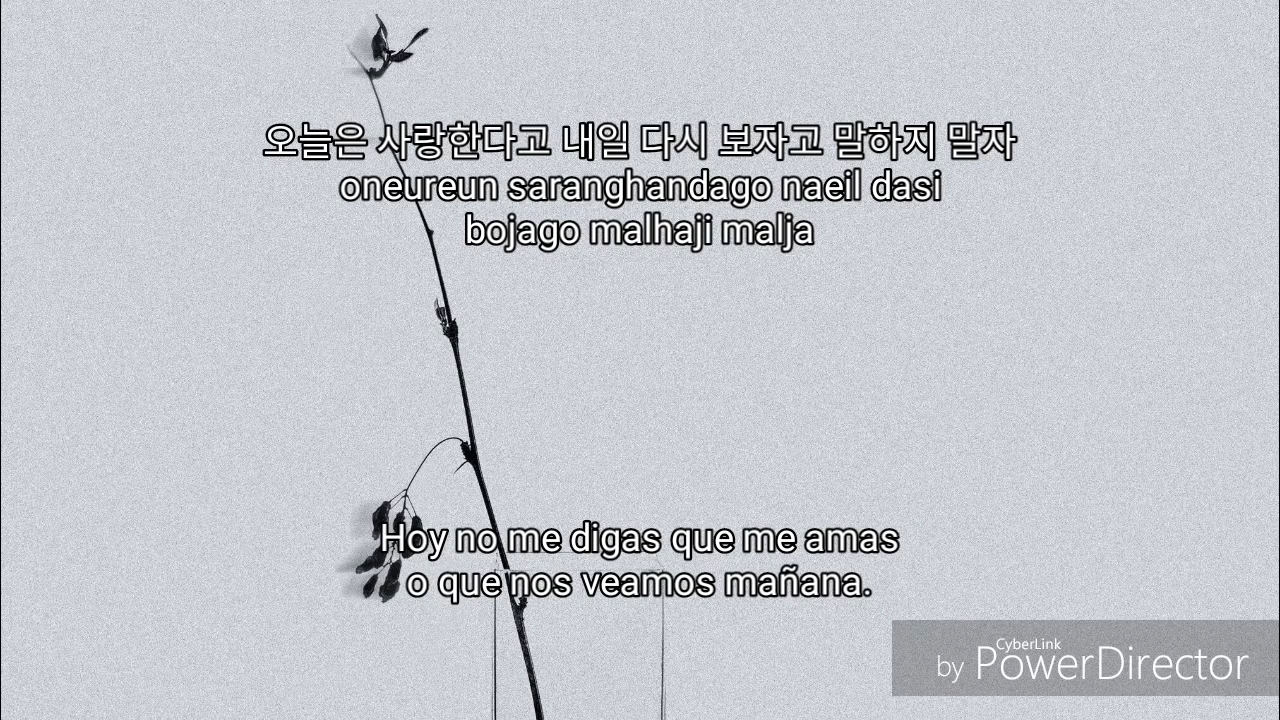 오늘은 사랑한다고 내일 다시 보자고 말하지 말자
oneureun saranghandago naeil dasi
bojago malhaji malja
Hoy no me digas que me amas
o que nos veamos mañana.
CyberLink
by PowerDirector